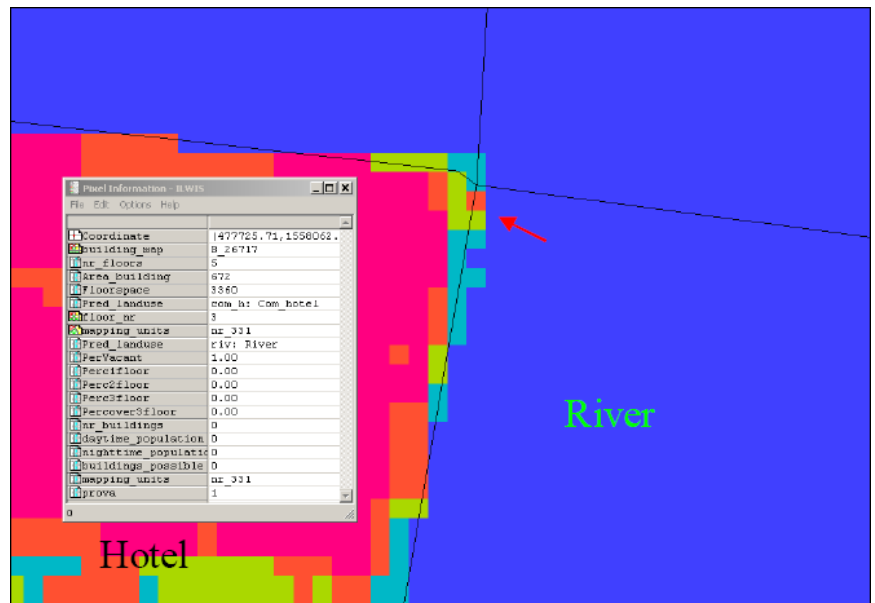 Pixel Information - ILWIS
File Edit Options Help
Coordinate |477725.71,1558062.
building_map B_26717
nr_floors 5
Area_building 672
Floorspace 3360
Pred_landuse com_h: Com_hotel
floor_nr 3
mapping_units nr_331
Pred_landuse riv: River
PerVacant 1.00
Perc1floor 0.00
Perc2floor 0.00
Perc3floor 0.00
Percover3floor 0.00
nr_buildings 0
daytime_population 0
nighttime_populatic 0
buildings_possible 0
mapping_units nr_331
prova 1
0
River
Hotel